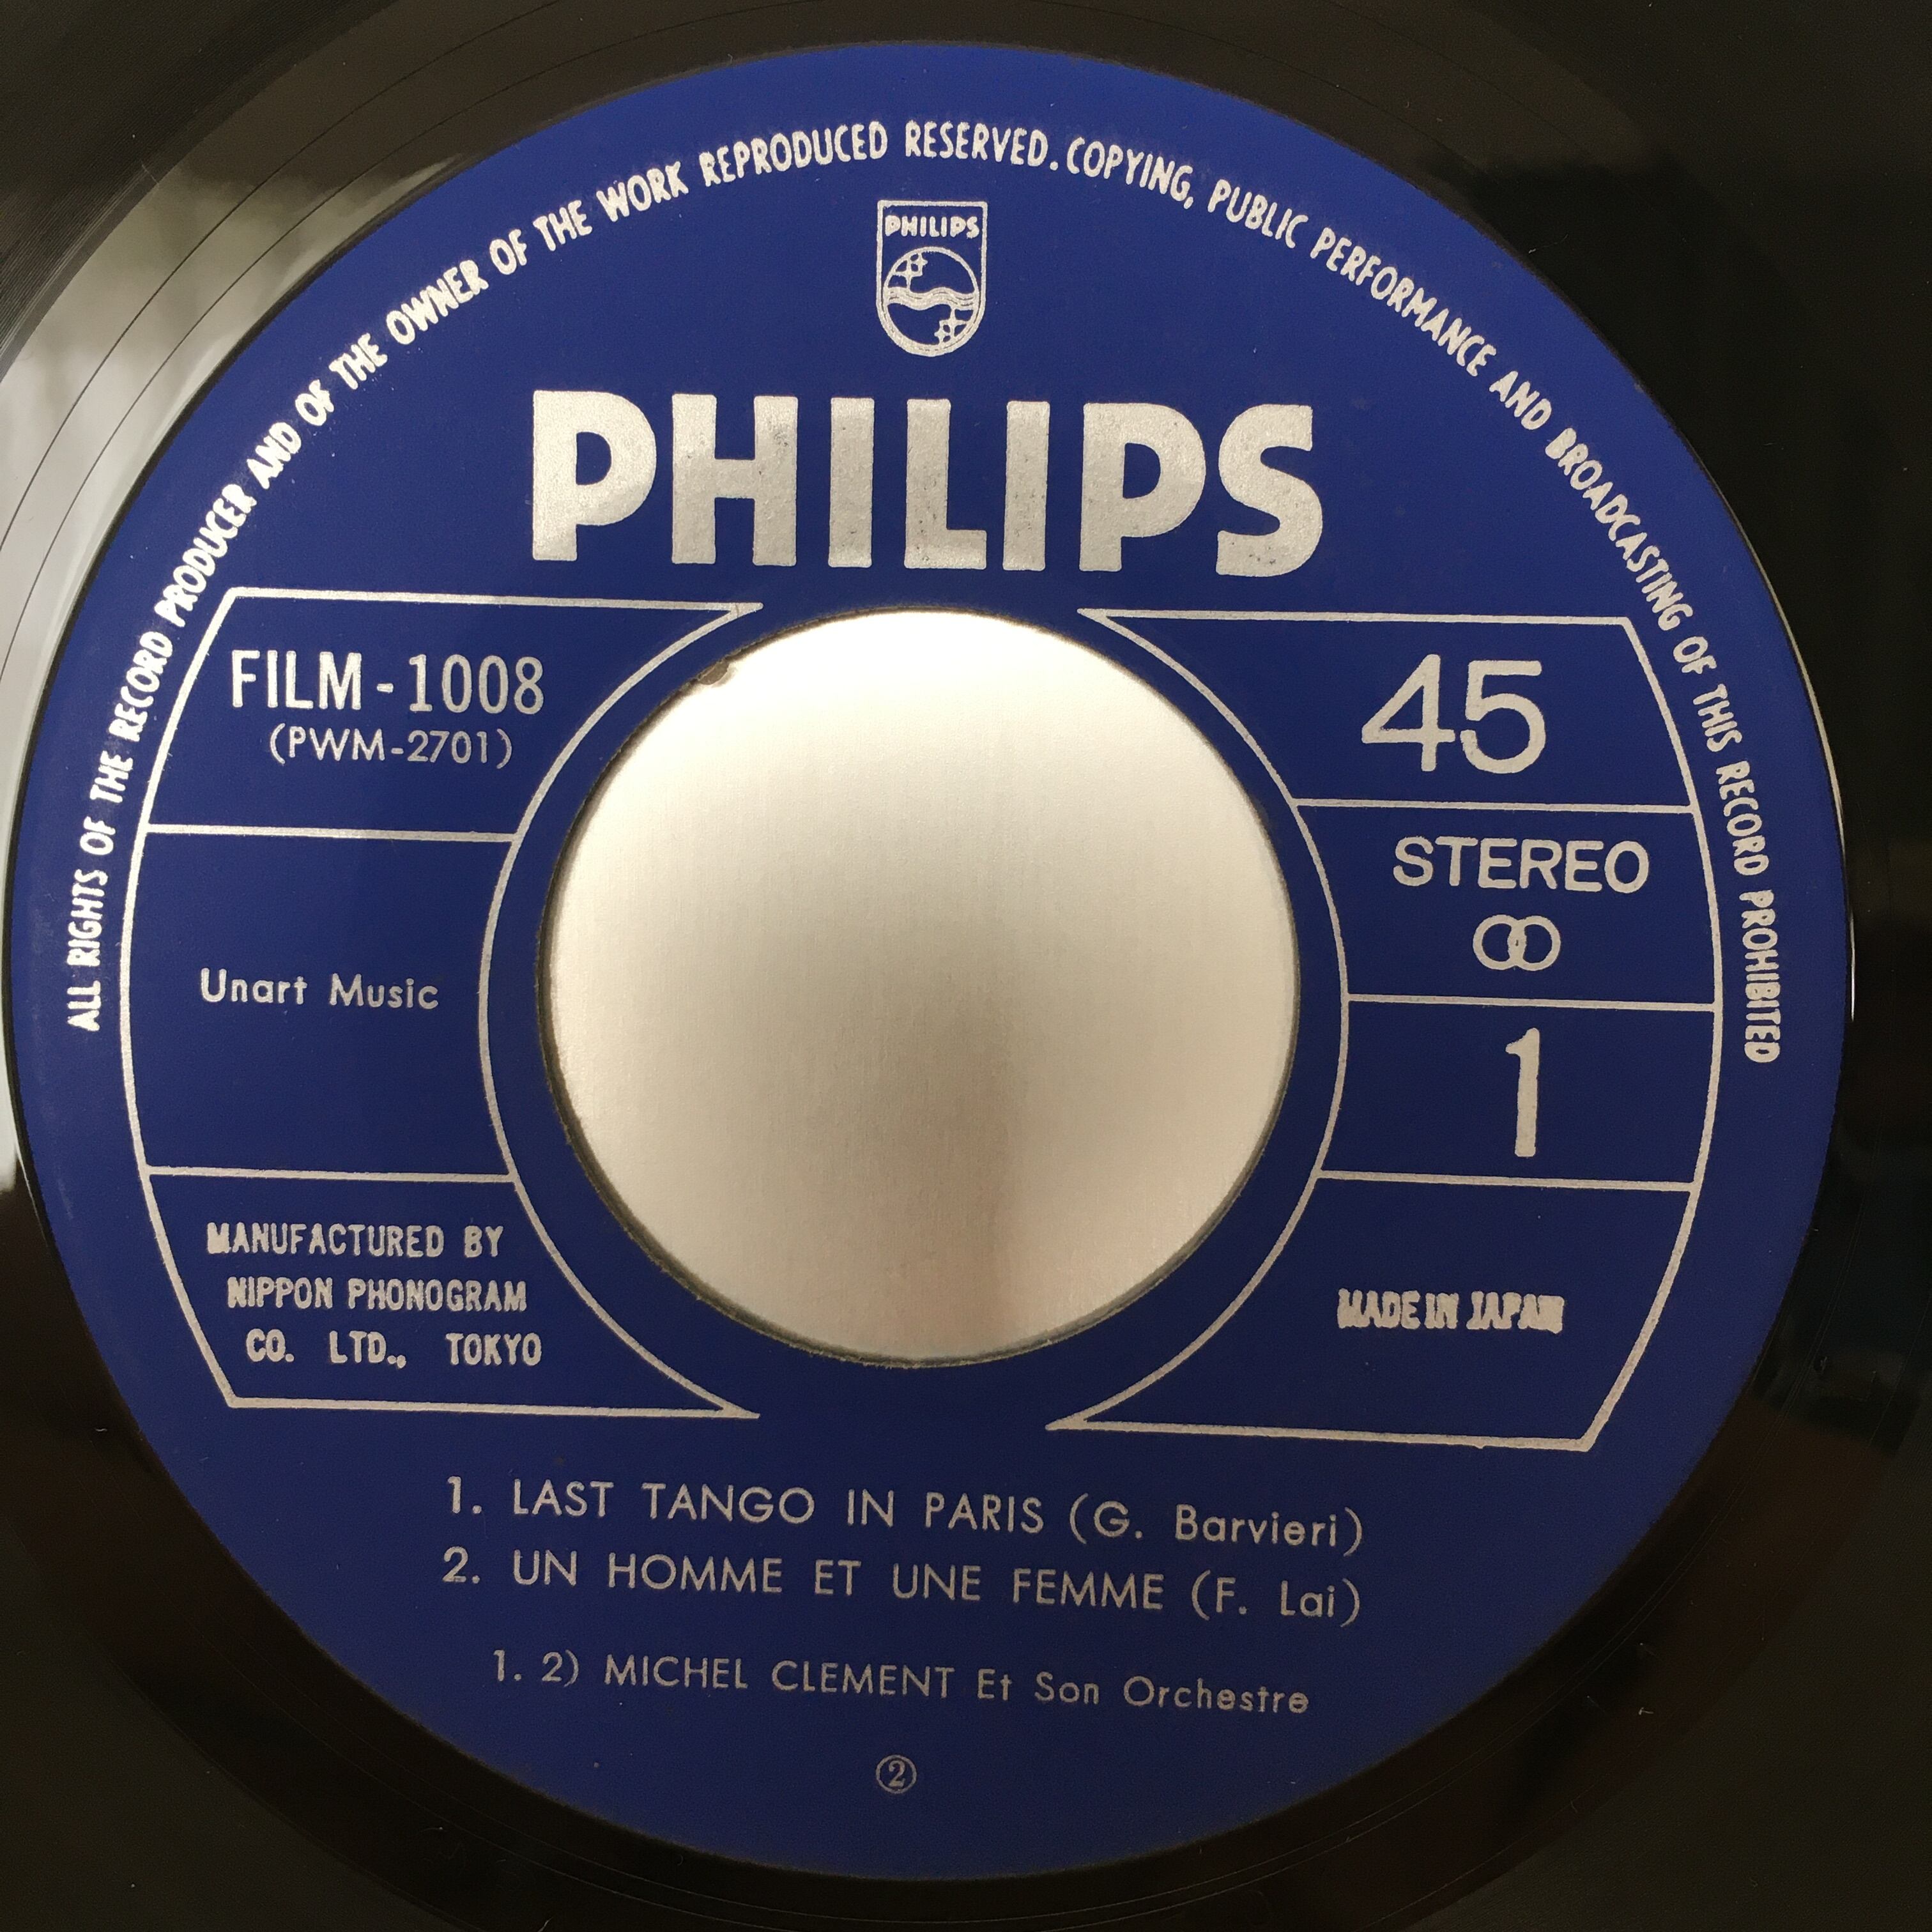 ALL RIGHTS OF THE RECORD PRODUCER AND OF THE OWNER OF THE WORK REPRODUCED RESERVED. COPYING, PUBLIC PERFORMANCE AND BROADCASTING OF THIS RECORD PROHIBITED
PHILIPS
PHILIPS
FILM-1008
(PWM-2701)
Unart Music
MANUFACTURED BY
NIPPON PHONOGRAM
CO. LTD., TOKYO
45
STEREO
1
MADE IN JAPAN
1. LAST TANGO IN PARIS (G. Barvieri)
2. UN HOMME ET UNE FEMME (F. Lai)
1. 2) MICHEL CLEMENT Et Son Orchestre
②